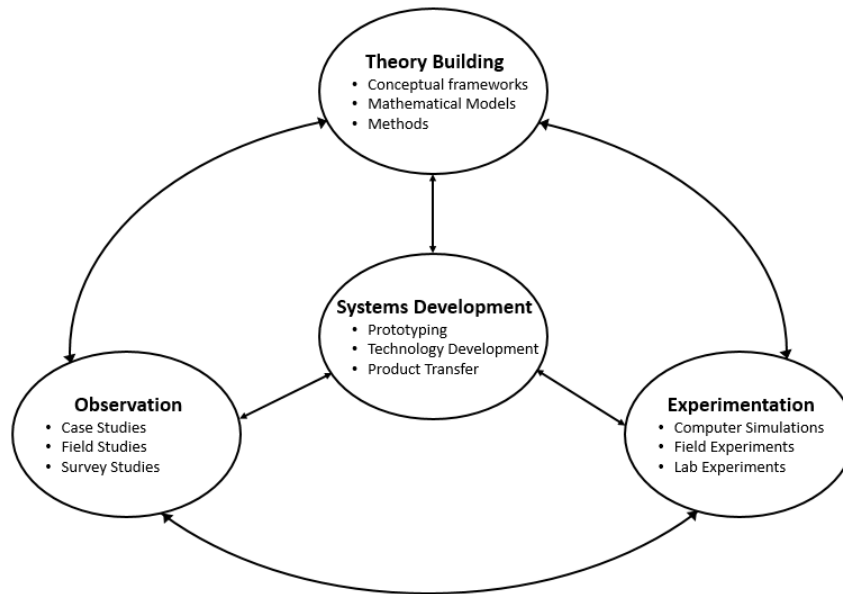 Theory Building
• Conceptual frameworks
• Mathematical Models
• Methods
Systems Development
• Prototyping
• Technology Development
• Product Transfer
Observation
• Case Studies
• Field Studies
• Survey Studies
Experimentation
• Computer Simulations
• Field Experiments
• Lab Experiments